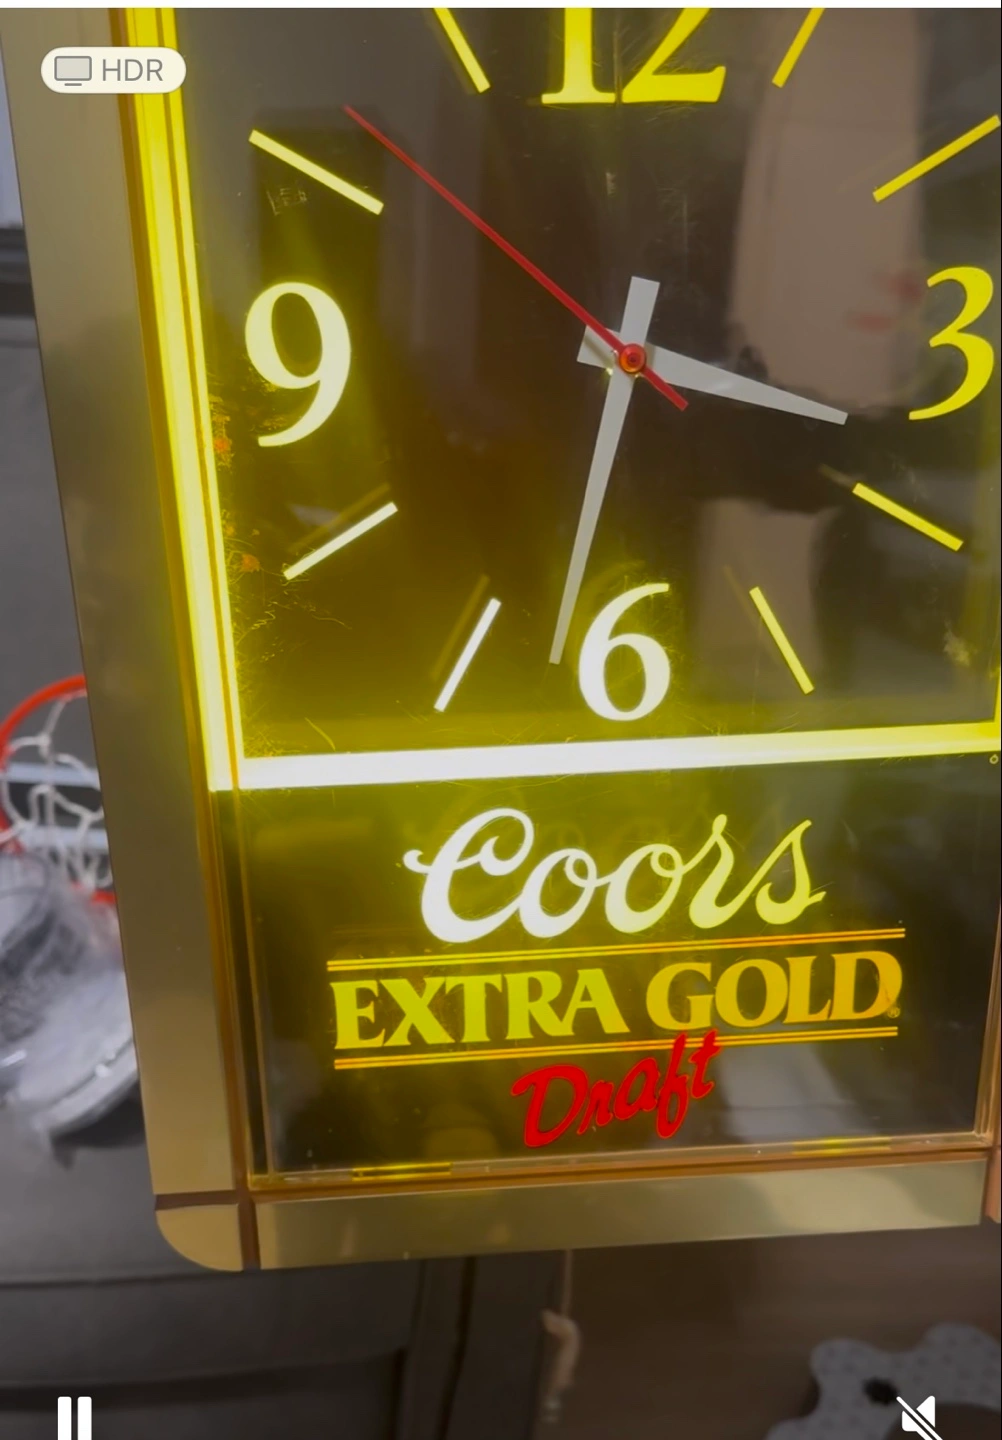 HDR
12
9 3
6
Coors
EXTRA GOLD®
Draft